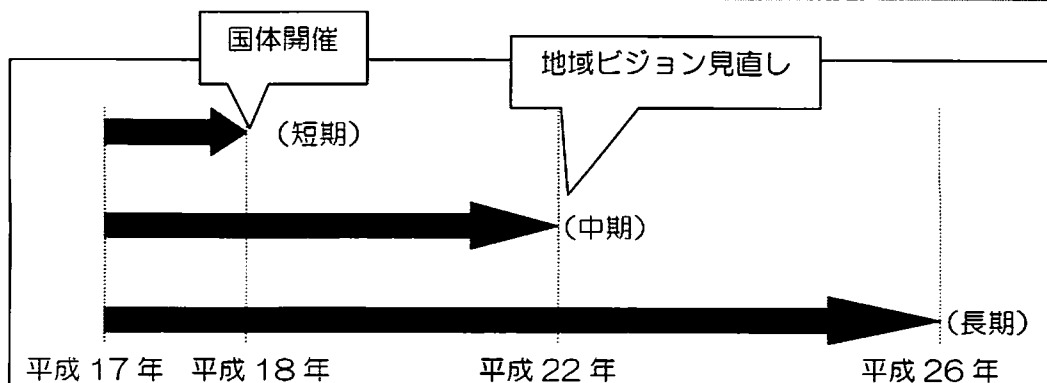 国体開催
地域ビジョン見直し
(短期)
(中期)
(長期)
平成17年 平成18年 平成22年 平成26年